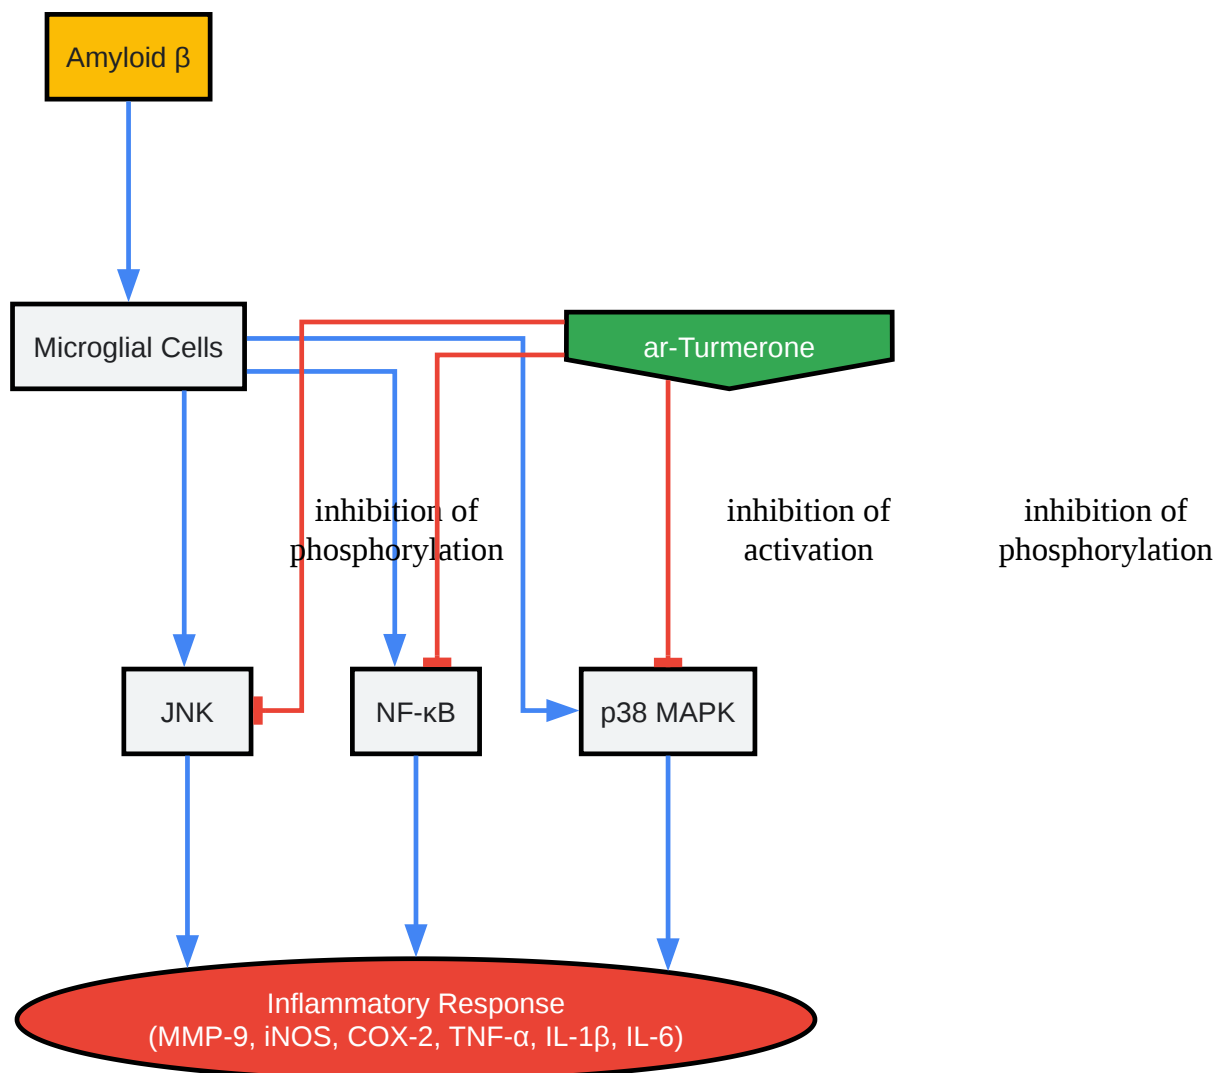 Amyloid β
Microglial Cells
ar-Turmerone
inhibition of
phosphorylation
inhibition of
activation
inhibition of
phosphorylation
JNK
NF-κB
p38 MAPK
Inflammatory Response
(MMP-9, iNOS, COX-2, TNF-α, IL-1β, IL-6)